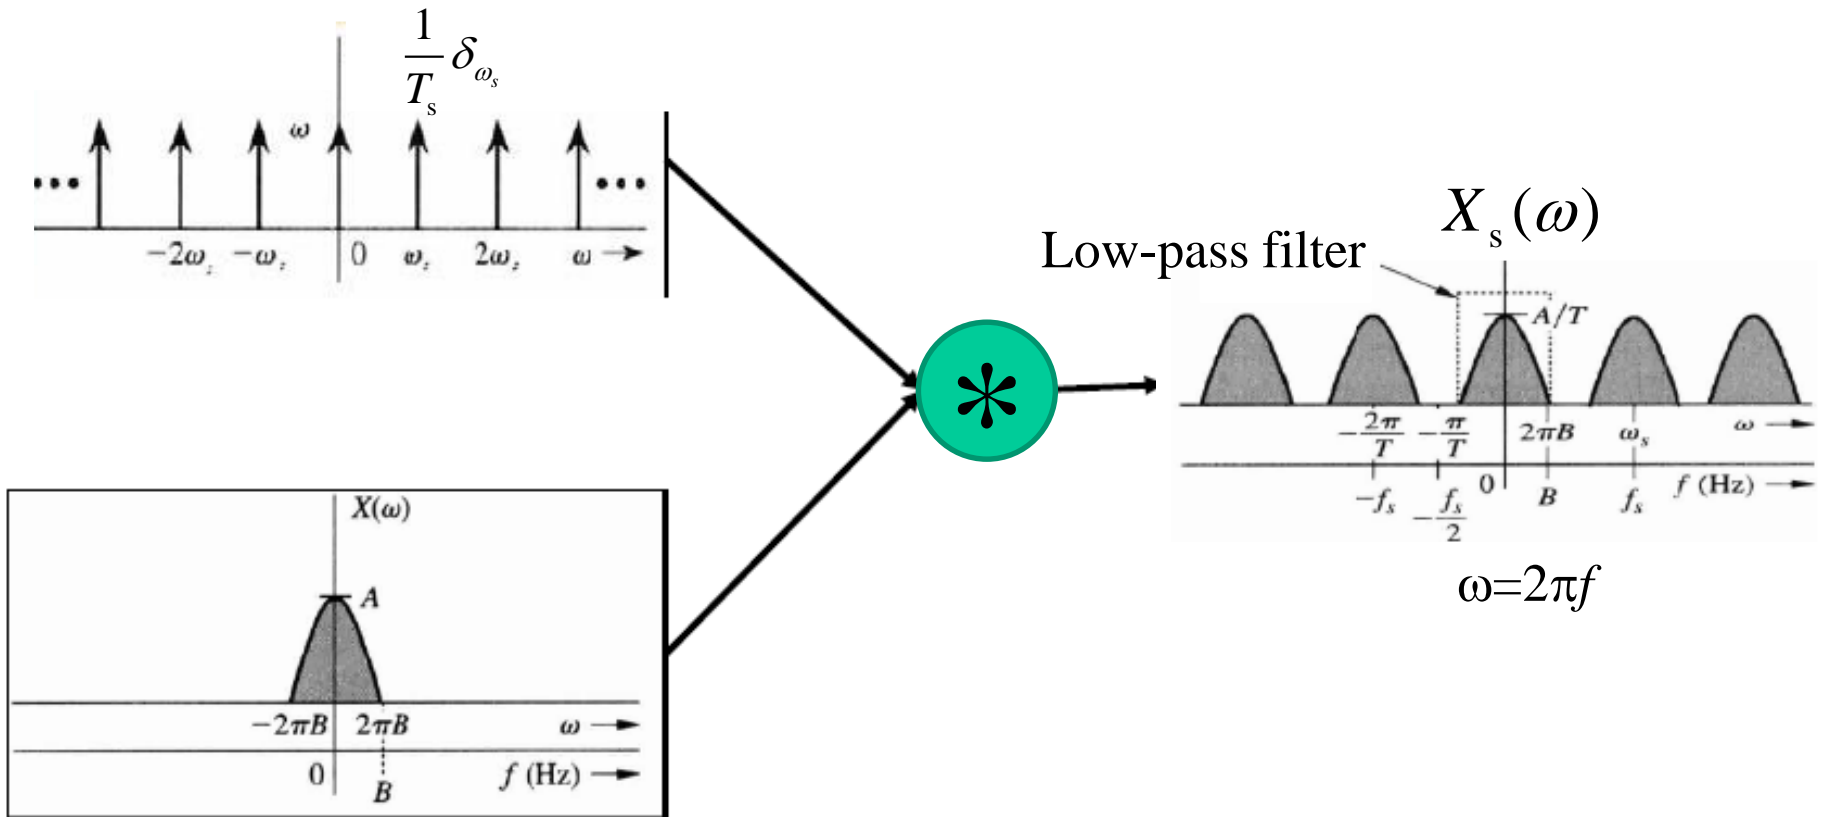 1/T_s δ_ω_s
ω
••• •••
−2ω_s −ω_s 0 ω_s 2ω_s ω →
X_s(ω)
Low-pass filter
A/T
−2π/T −π/T 2πB ω_s ω →
−f_s −f_s/2 0 B f_s f (Hz) →
ω=2πf
*
X(ω)
A
−2πB 2πB ω →
0 B f (Hz) →